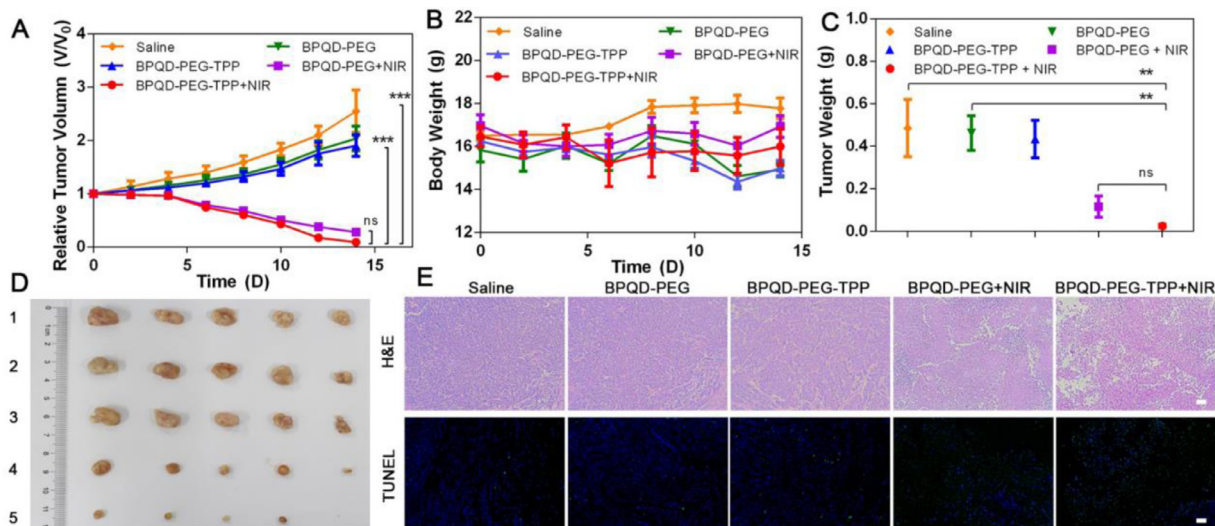 A
Relative Tumor Volumn (V/V0)
3
2
1
0
0
5
10
15
Time (D)
Saline
BPQD-PEG
BPQD-PEG-TPP
BPQD-PEG+NIR
BPQD-PEG-TPP+NIR
ns
***
***
B
Body Weight (g)
22
20
18
16
14
12
0
5
10
15
Time (D)
Saline
BPQD-PEG
BPQD-PEG-TPP
BPQD-PEG+NIR
BPQD-PEG-TPP+NIR
C
Tumor Weight (g)
1.0
0.8
0.6
0.4
0.2
0.0
Saline
BPQD-PEG
BPQD-PEG-TPP
BPQD-PEG + NIR
BPQD-PEG-TPP + NIR
**
**
ns
D
1
2
3
4
5
E
Saline
BPQD-PEG
BPQD-PEG-TPP
BPQD-PEG+NIR
BPQD-PEG-TPP+NIR
H&E
TUNEL